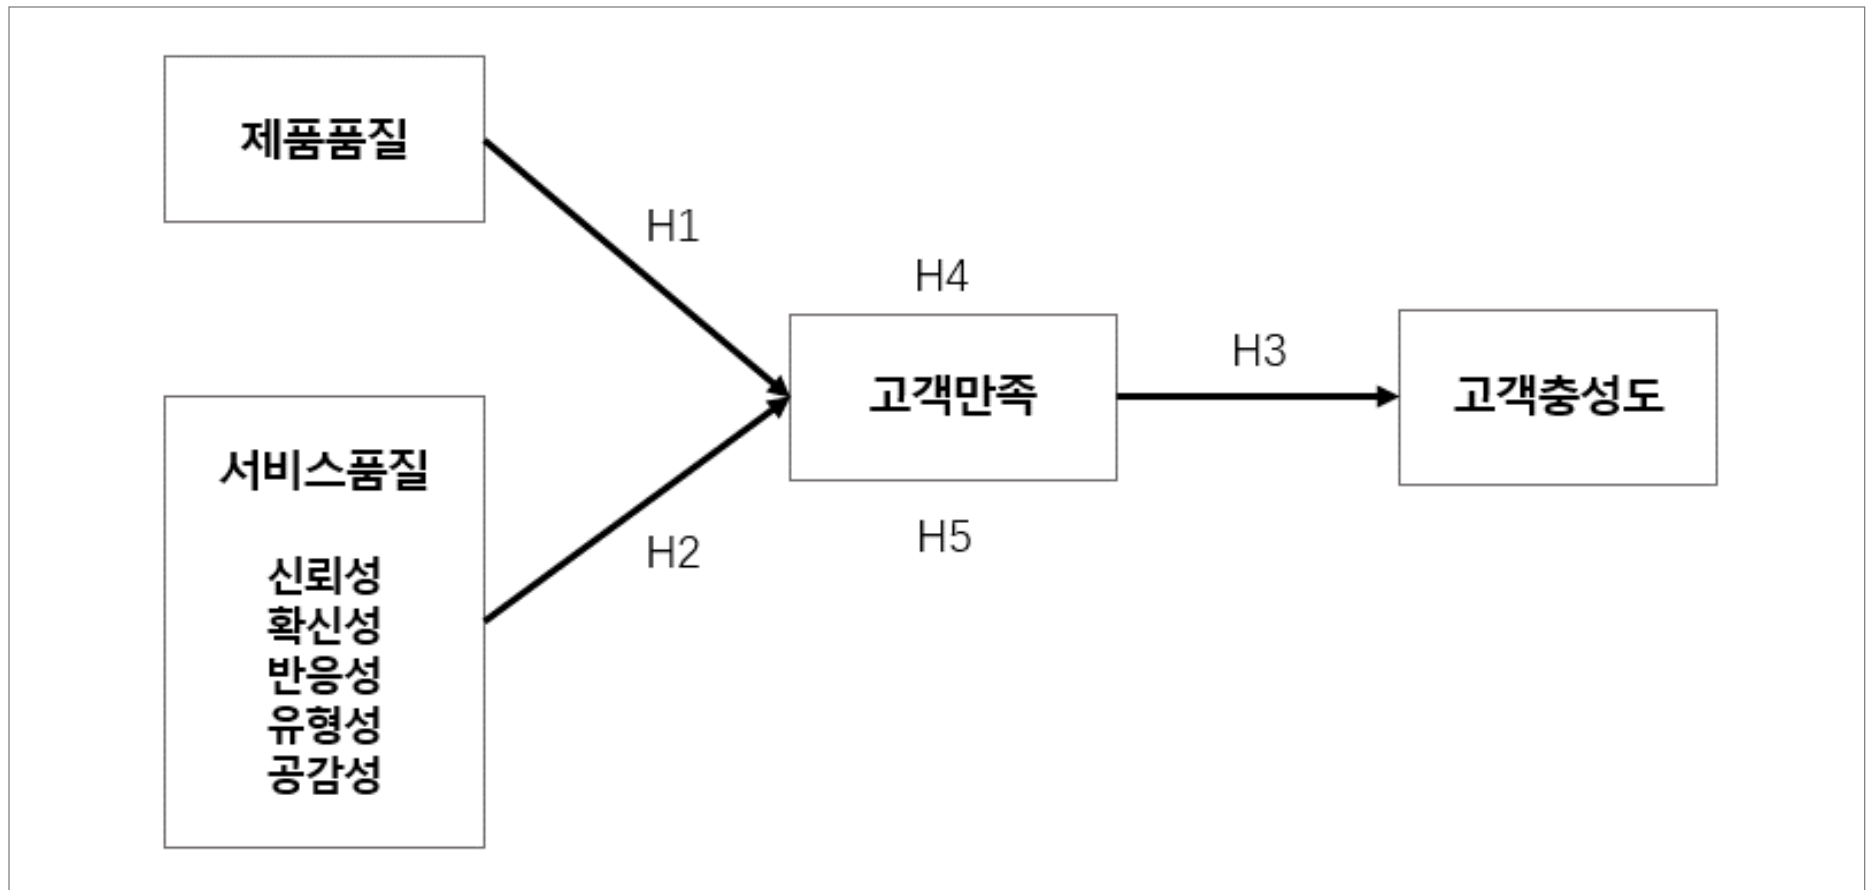 제품품질
H1
H4
H3
고객만족
고객충성도
서비스품질
H2
H5
신뢰성
확신성
반응성
유형성
공감성